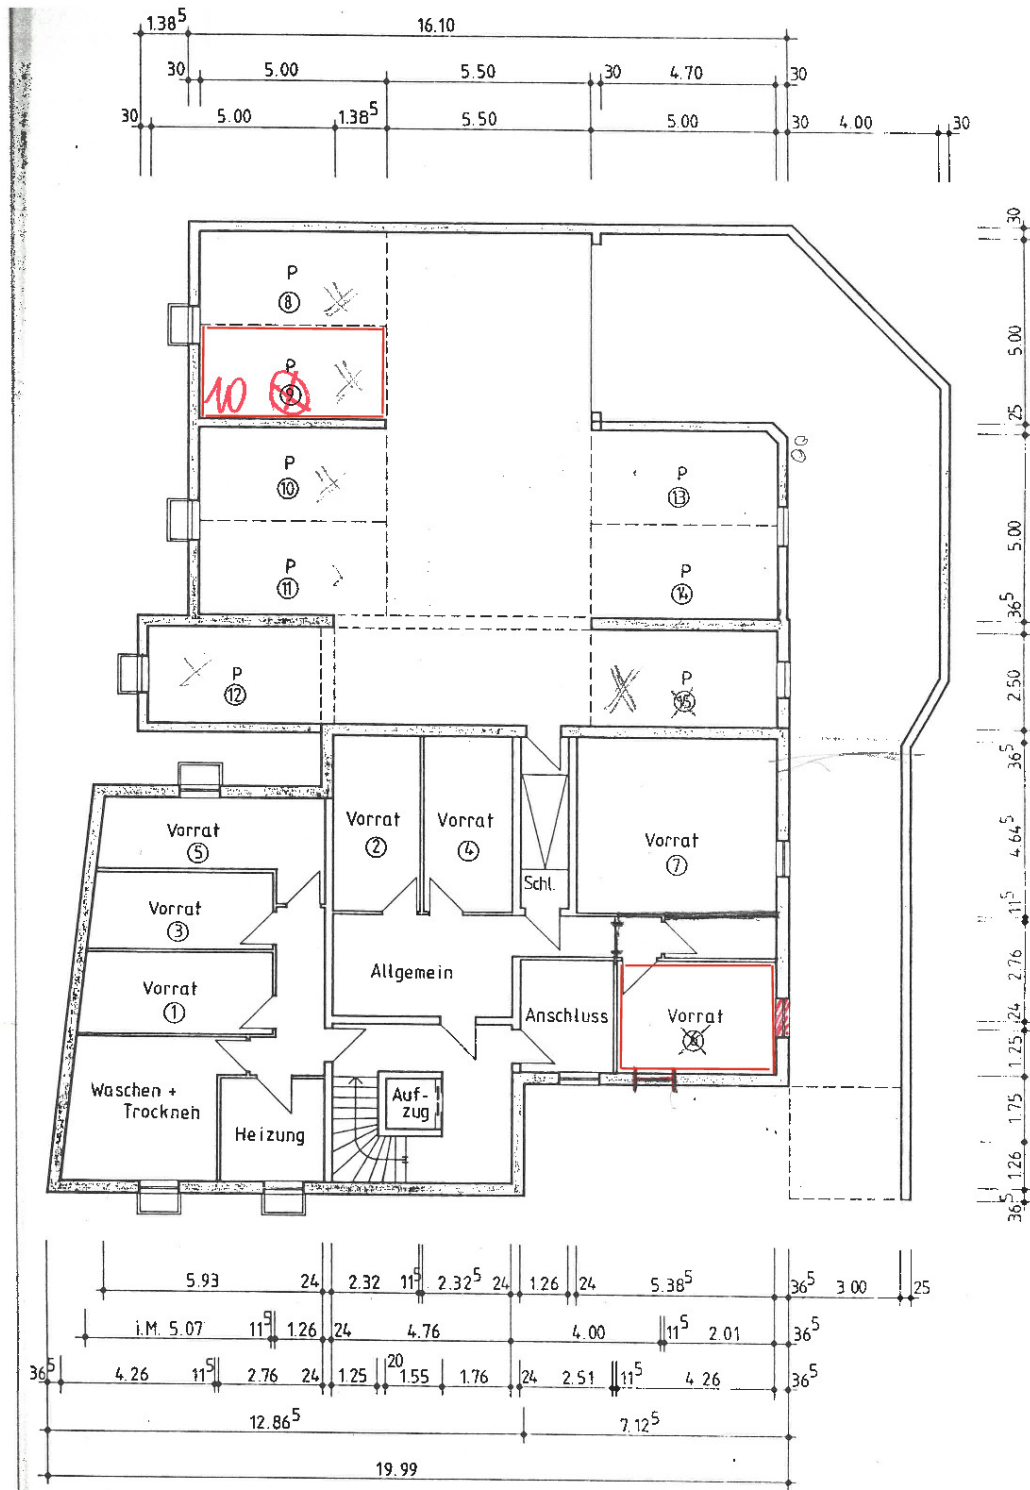 1.38⁵ 16.10
30 5.00 5.50 30 4.70 30
30 5.00 1.38⁵ 5.50 5.00 30 4.00 30
30
5.00
25
5.00
36⁵
2.50
36⁵
4.64⁵
11⁵
2.76
24
1.25
1.75
1.26
36⁵
P
8
P
10 9
P
10
P
11
P
12
P
13
P
14
P
15
Vorrat
5
Vorrat
2
Vorrat
4
Schl.
Vorrat
7
Vorrat
3
Vorrat
1
Allgemein
Anschluss
Vorrat
6
Waschen +
Trocknen
Heizung
Auf-
zug
5.93 24 2.32 11⁵ 2.32⁵ 24 1.26 24 5.38⁵ 36⁵ 3.00 25
i.M. 5.07 11⁵ 1.26 24 4.76 4.00 11⁵ 2.01 36⁵
36⁵ 4.26 11⁵ 2.76 24 1.25 20 1.55 1.76 24 2.51 11⁵ 4.26 36⁵
12.86⁵ 7.12⁵
19.99